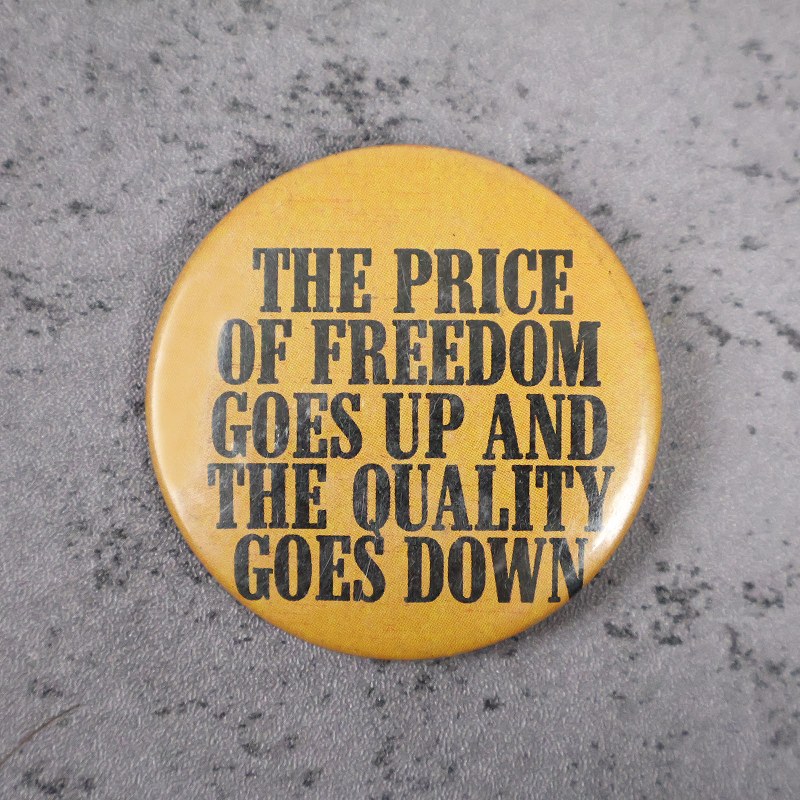 THE PRICE
OF FREEDOM
GOES UP AND
THE QUALITY
GOES DOWN